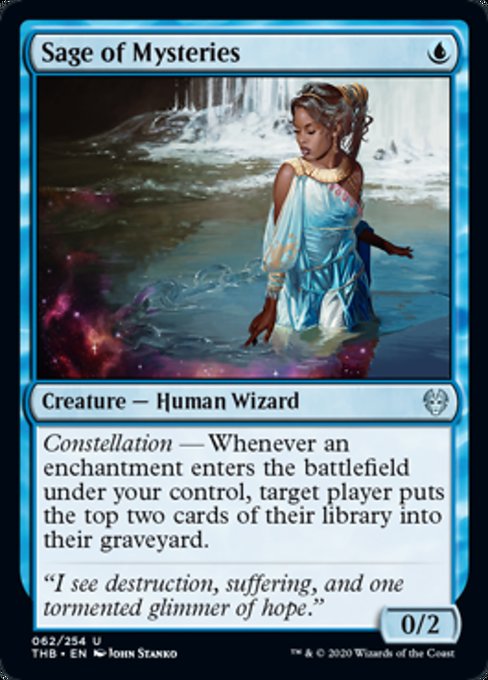 Sage of Mysteries
Creature — Human Wizard
Constellation — Whenever an
enchantment enters the battlefield
under your control, target player puts
the top two cards of their library into
their graveyard.
“I see destruction, suffering, and one
tormented glimmer of hope.”
0/2
062/254 U
THB • EN John Stanko
™ & © 2020 Wizards of the Coast